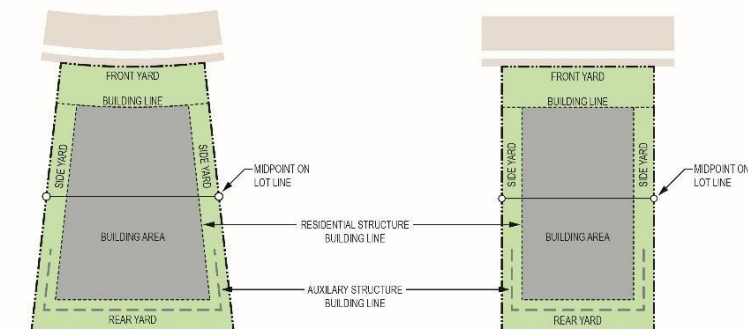 FRONT YARD
BUILDING LINE
SIDE YARD
SIDE YARD
MIDPOINT ON
LOT LINE
BUILDING AREA
REAR YARD
RESIDENTIAL STRUCTURE
BUILDING LINE
AUXILARY STRUCTURE
BUILDING LINE
FRONT YARD
BUILDING LINE
SIDE YARD
SIDE YARD
MIDPOINT ON
LOT LINE
BUILDING AREA
REAR YARD